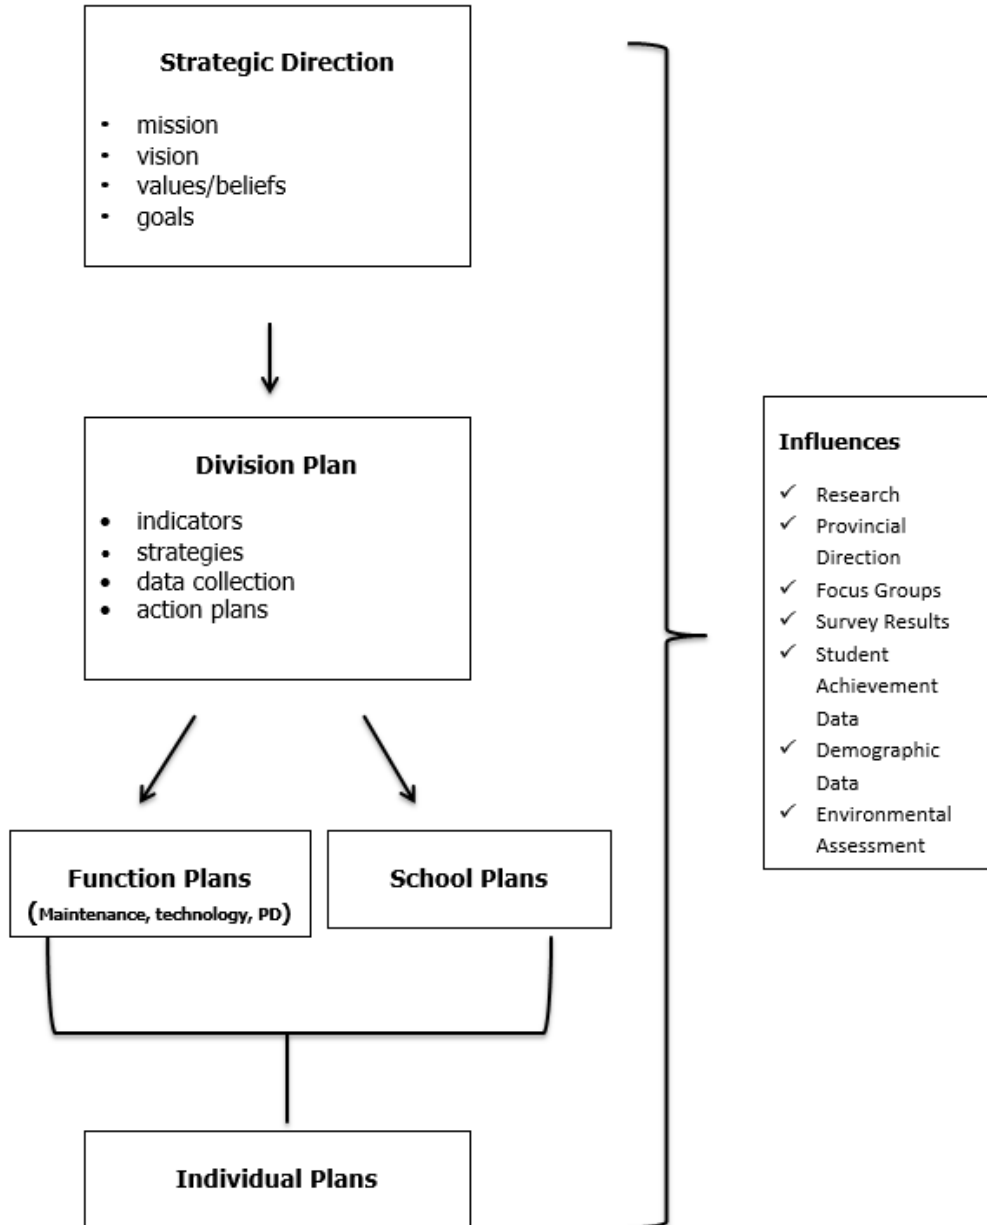 Strategic Direction
• mission
• vision
• values/beliefs
• goals
Division Plan
• indicators
• strategies
• data collection
• action plans
Function Plans
(Maintenance, technology, PD)
School Plans
Individual Plans
Influences
✓ Research
✓ Provincial
Direction
✓ Focus Groups
✓ Survey Results
✓ Student
Achievement
Data
✓ Demographic
Data
✓ Environmental
Assessment